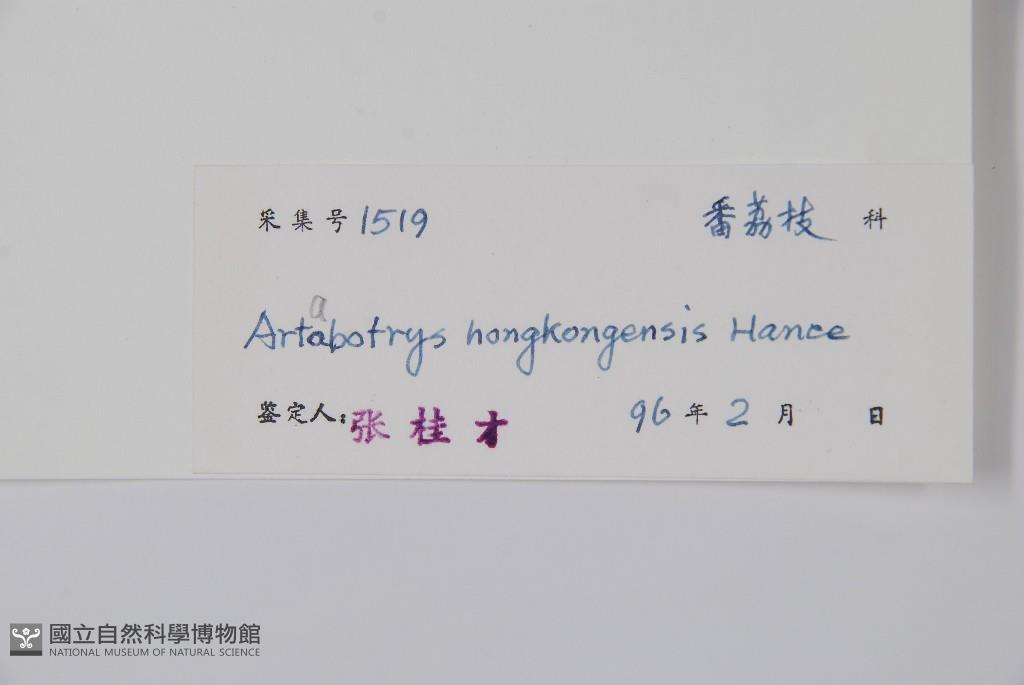 采集号 1519 番荔枝 科
a
Artabotrys hongkongensis Hance
鉴定人: 张桂才 96 年 2 月 日
國立自然科學博物館
NATIONAL MUSEUM OF NATURAL SCIENCE